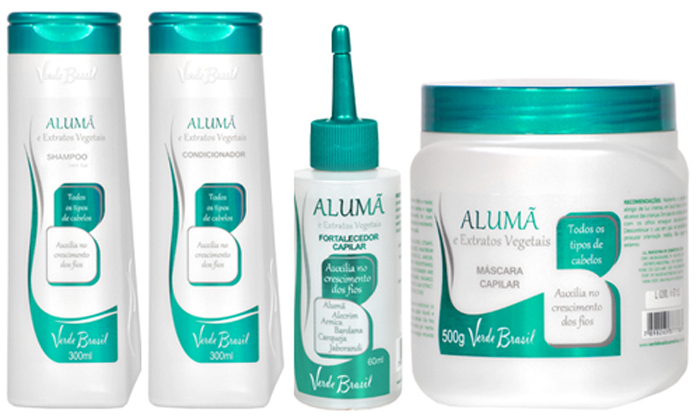 Verde Brasil
ALUMÃ
e Extratos Vegetais
SHAMPOO
Todos
os tipos
de cabelos
Auxilia no
crescimento
dos fios
Verde Brasil
300ml
Verde Brasil
ALUMÃ
e Extratos Vegetais
CONDICIONADOR
Todos
os tipos
de cabelos
Auxilia no
crescimento
dos fios
Verde Brasil
300ml
ALUMÃ
e Extratos Vegetais
FORTALECEDOR
CAPILAR
Auxilia no
crescimento
dos fios
Alumã
Alecrim
Arnica
Bardana
Carqueja
Jaborandi
60ml
Verde Brasil
ALUMÃ
e Extratos Vegetais
MÁSCARA
CAPILAR
Todos os
tipos de
cabelos
Auxilia no
crescimento
dos fios
500g Verde Brasil
RECOMENDAÇÕES: